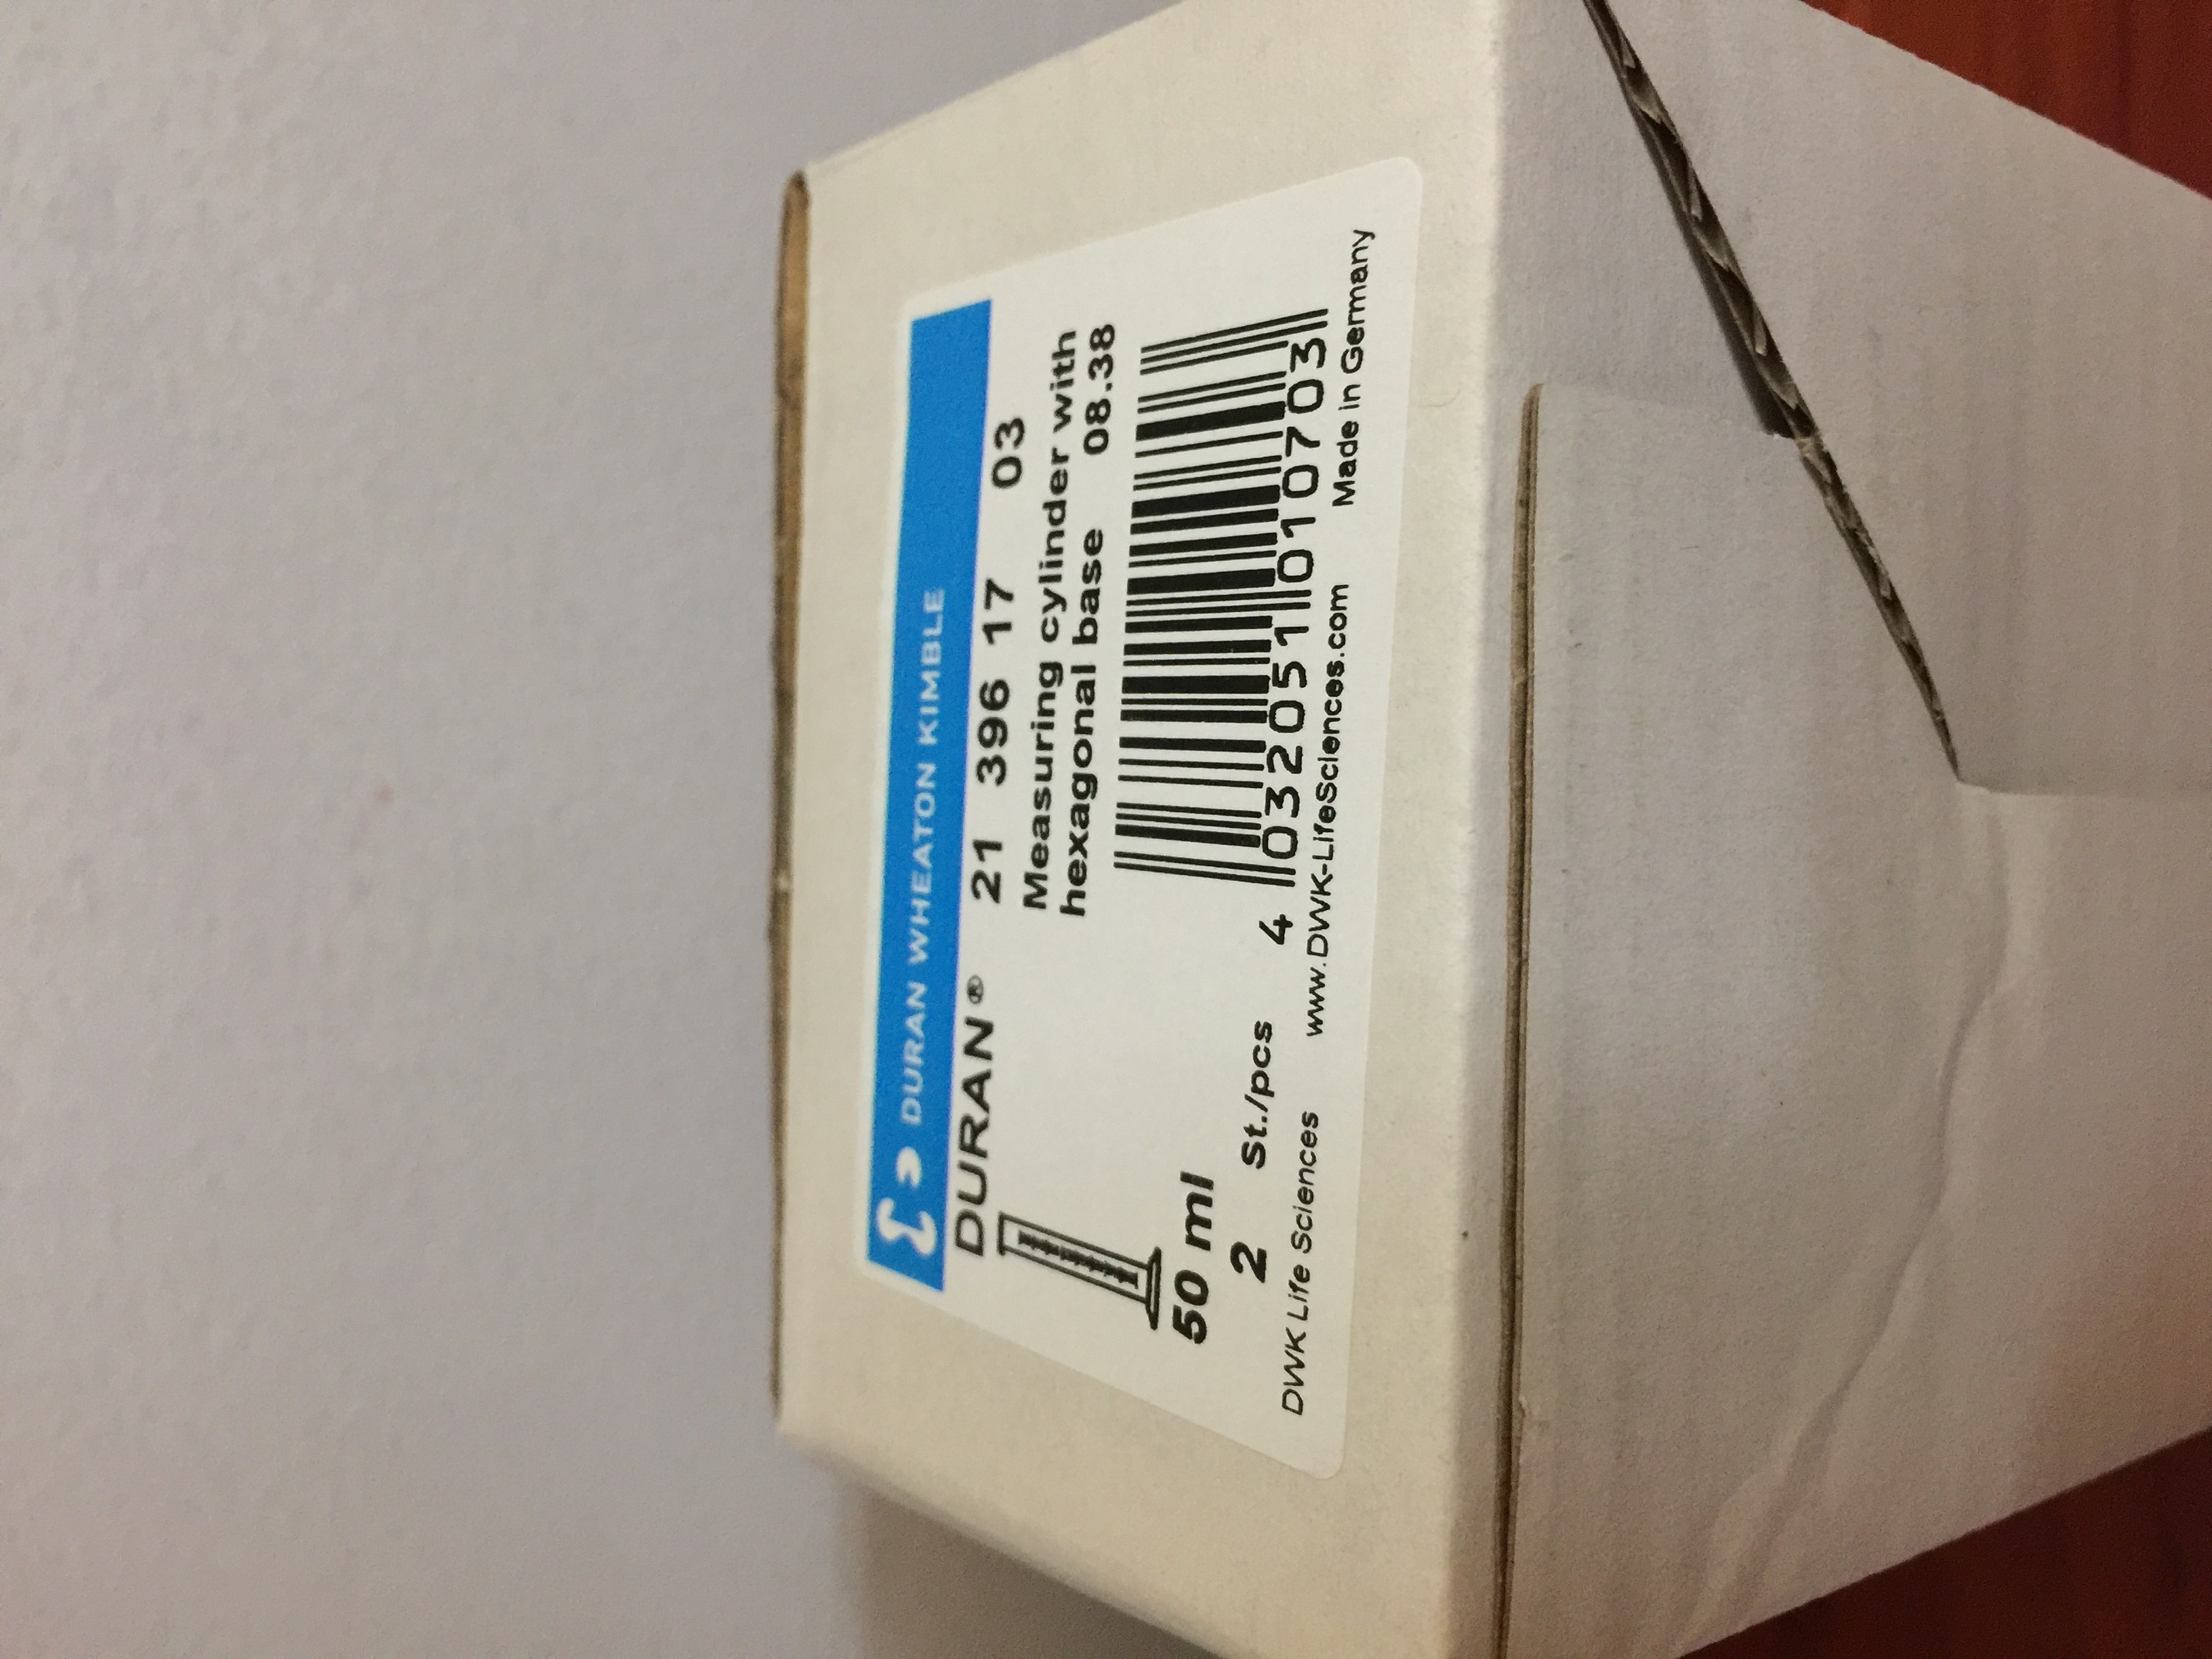 DURAN WHEATON KIMBLE
DURAN® 21 396 17 03
Measuring cylinder with
hexagonal base 08.38
50 ml
2 St./pcs
4 032051 010703
DWK Life Sciences www.DWK-LifeSciences.com Made in Germany